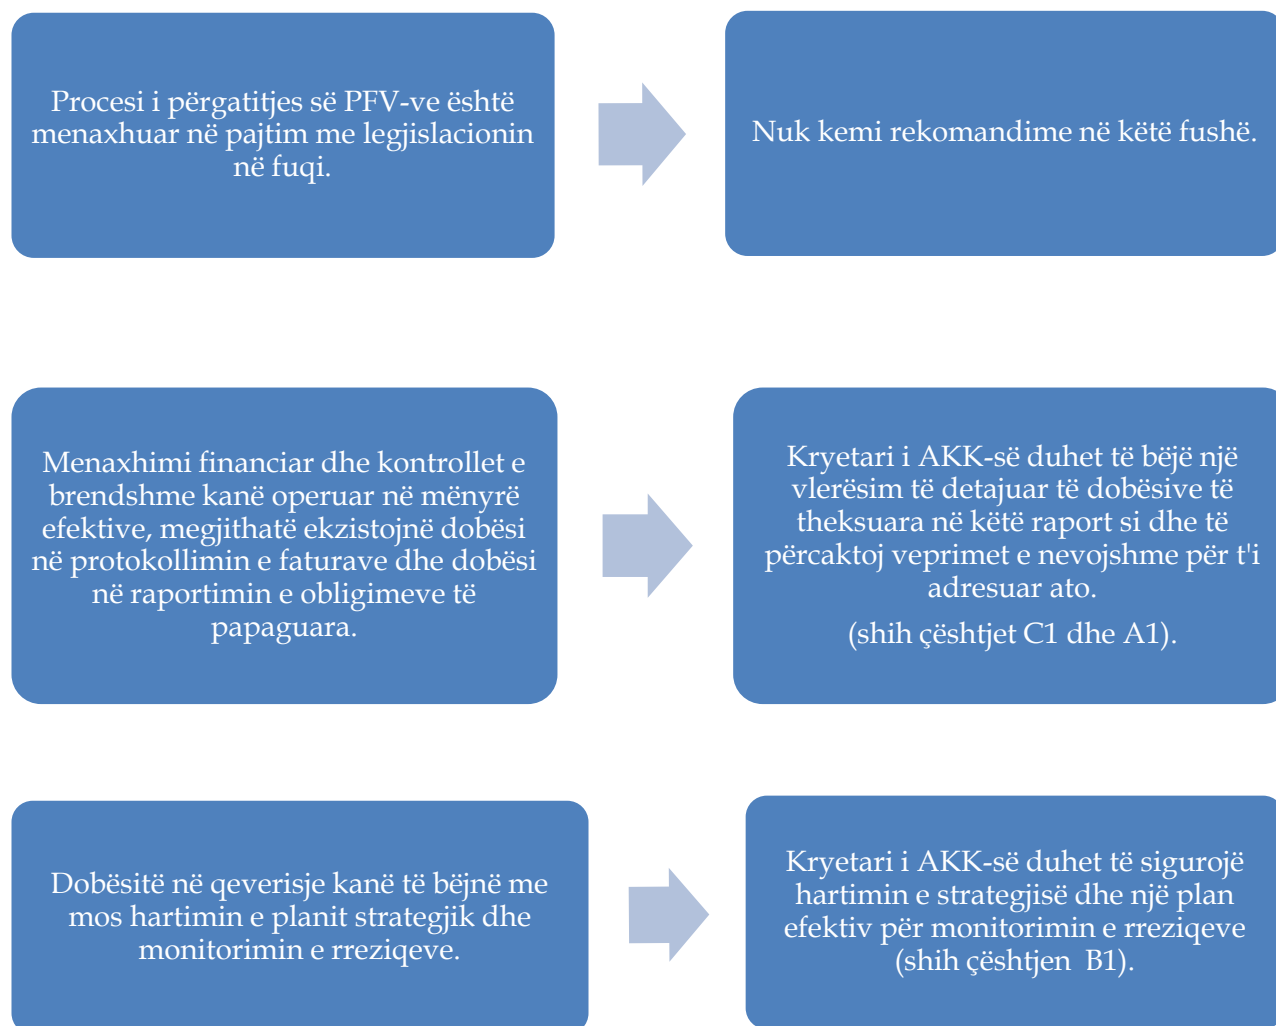 Procesi i përgatitjes së PFV-ve është
menaxhuar në pajtim me legjislacionin
në fuqi.
Nuk kemi rekomandime në këtë fushë.
Menaxhimi financiar dhe kontrollet e
brendshme kanë operuar në mënyrë
efektive, megjithatë ekzistojnë dobësi
në protokollimin e faturave dhe dobësi
në raportimin e obligimeve të
papaguara.
Kryetari i AKK-së duhet të bëjë një
vlerësim të detajuar të dobësive të
theksuara në këtë raport si dhe të
përcaktoj veprimet e nevojshme për t'i
adresuar ato.
(shih çështjet C1 dhe A1).
Dobësitë në qeverisje kanë të bëjnë me
mos hartimin e planit strategjik dhe
monitorimin e rreziqeve.
Kryetari i AKK-së duhet të sigurojë
hartimin e strategjisë dhe një plan
efektiv për monitorimin e rreziqeve
(shih çështjen  B1).